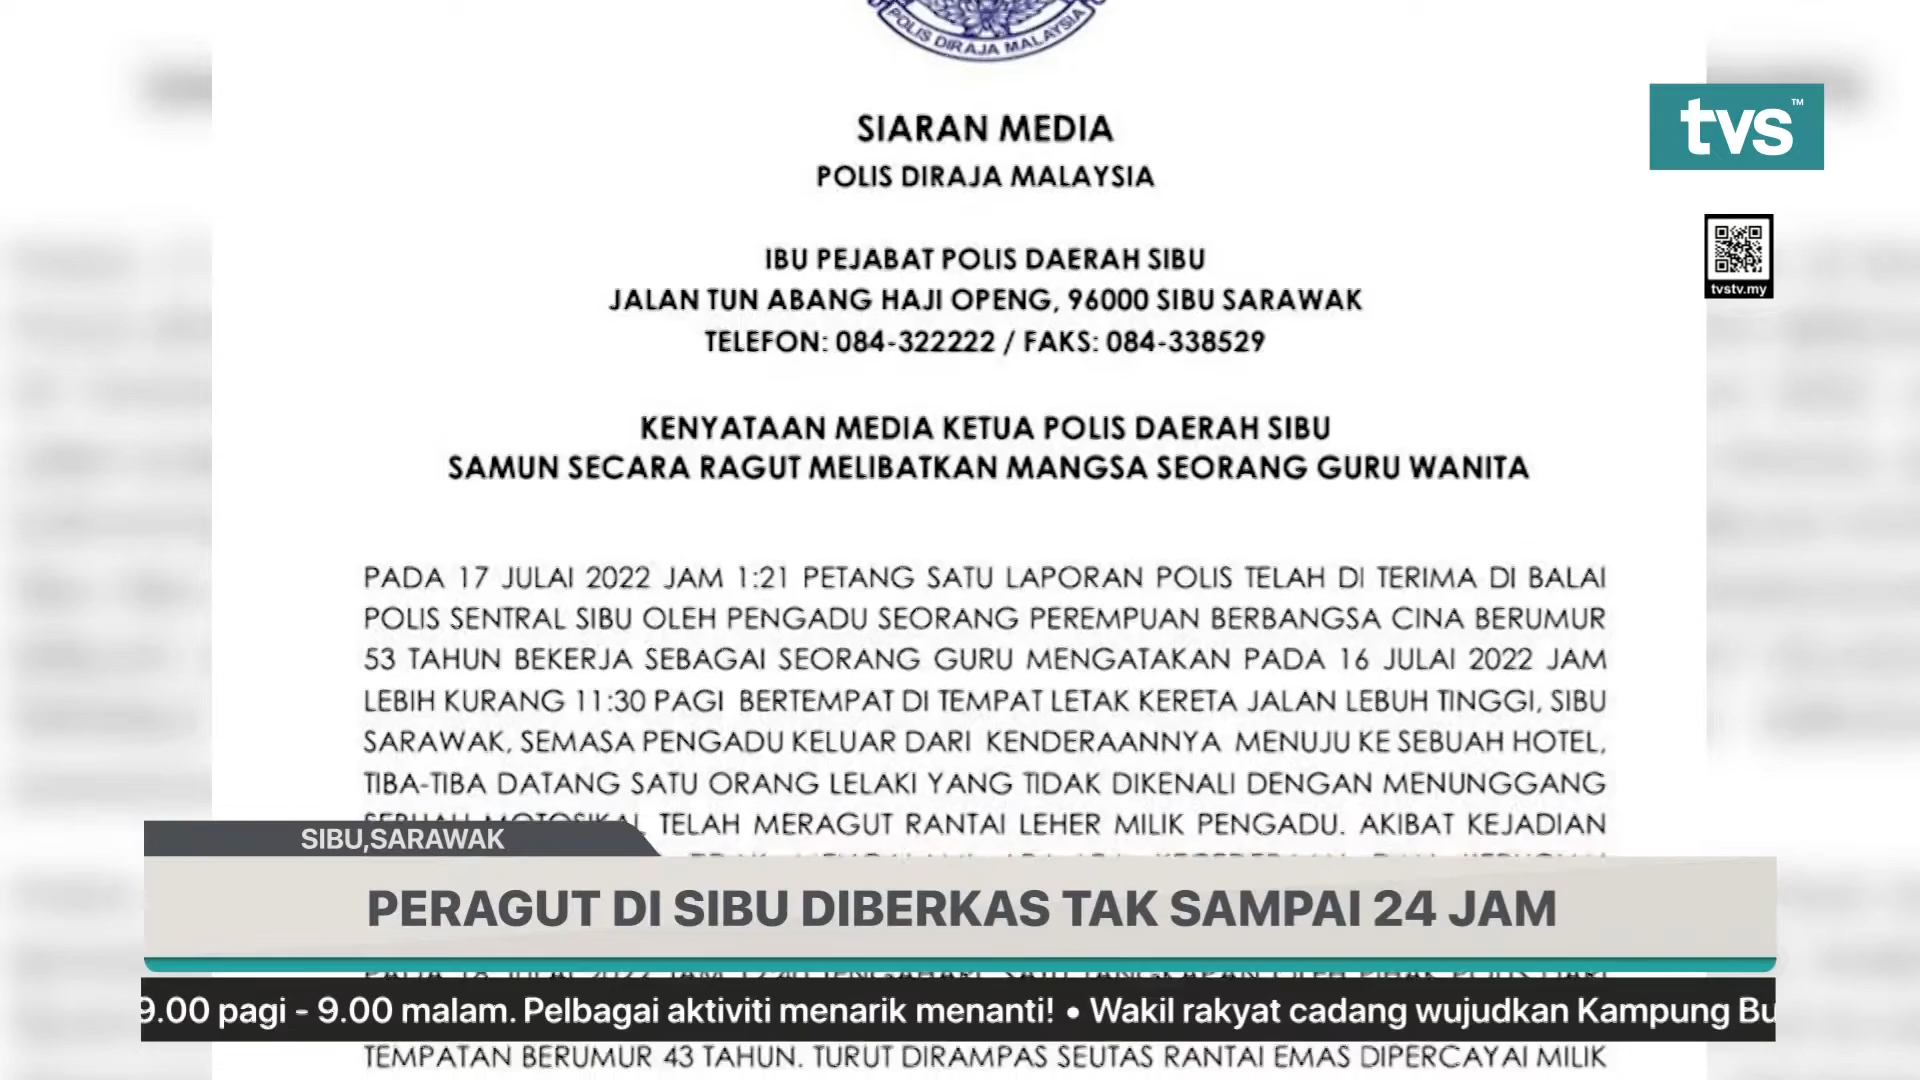 POLIS DIRAJA MALAYSIA
SIARAN MEDIA
POLIS DIRAJA MALAYSIA
tvs™
tvstv.my
IBU PEJABAT POLIS DAERAH SIBU
JALAN TUN ABANG HAJI OPENG, 96000 SIBU SARAWAK
TELEFON: 084-322222 / FAKS: 084-338529
KENYATAAN MEDIA KETUA POLIS DAERAH SIBU
SAMUN SECARA RAGUT MELIBATKAN MANGSA SEORANG GURU WANITA
PADA 17 JULAI 2022 JAM 1:21 PETANG SATU LAPORAN POLIS TELAH DI TERIMA DI BALAI
POLIS SENTRAL SIBU OLEH PENGADU SEORANG PEREMPUAN BERBANGSA CINA BERUMUR
53 TAHUN BEKERJA SEBAGAI SEORANG GURU MENGATAKAN PADA 16 JULAI 2022 JAM
LEBIH KURANG 11:30 PAGI BERTEMPAT DI TEMPAT LETAK KERETA JALAN LEBUH TINGGI, SIBU
SARAWAK, SEMASA PENGADU KELUAR DARI KENDERAANNYA MENUJU KE SEBUAH HOTEL,
TIBA-TIBA DATANG SATU ORANG LELAKI YANG TIDAK DIKENALI DENGAN MENUNGGANG
SEBUAH MOTOSIKAL TELAH MERAGUT RANTAI LEHER MILIK PENGADU. AKIBAT KEJADIAN
SIBU,SARAWAK
PERAGUT DI SIBU DIBERKAS TAK SAMPAI 24 JAM
9.00 pagi - 9.00 malam. Pelbagai aktiviti menarik menanti! • Wakil rakyat cadang wujudkan Kampung Bu
TEMPATAN BERUMUR 43 TAHUN. TURUT DIRAMPAS SEUTAS RANTAI EMAS DIPERCAYAI MILIK